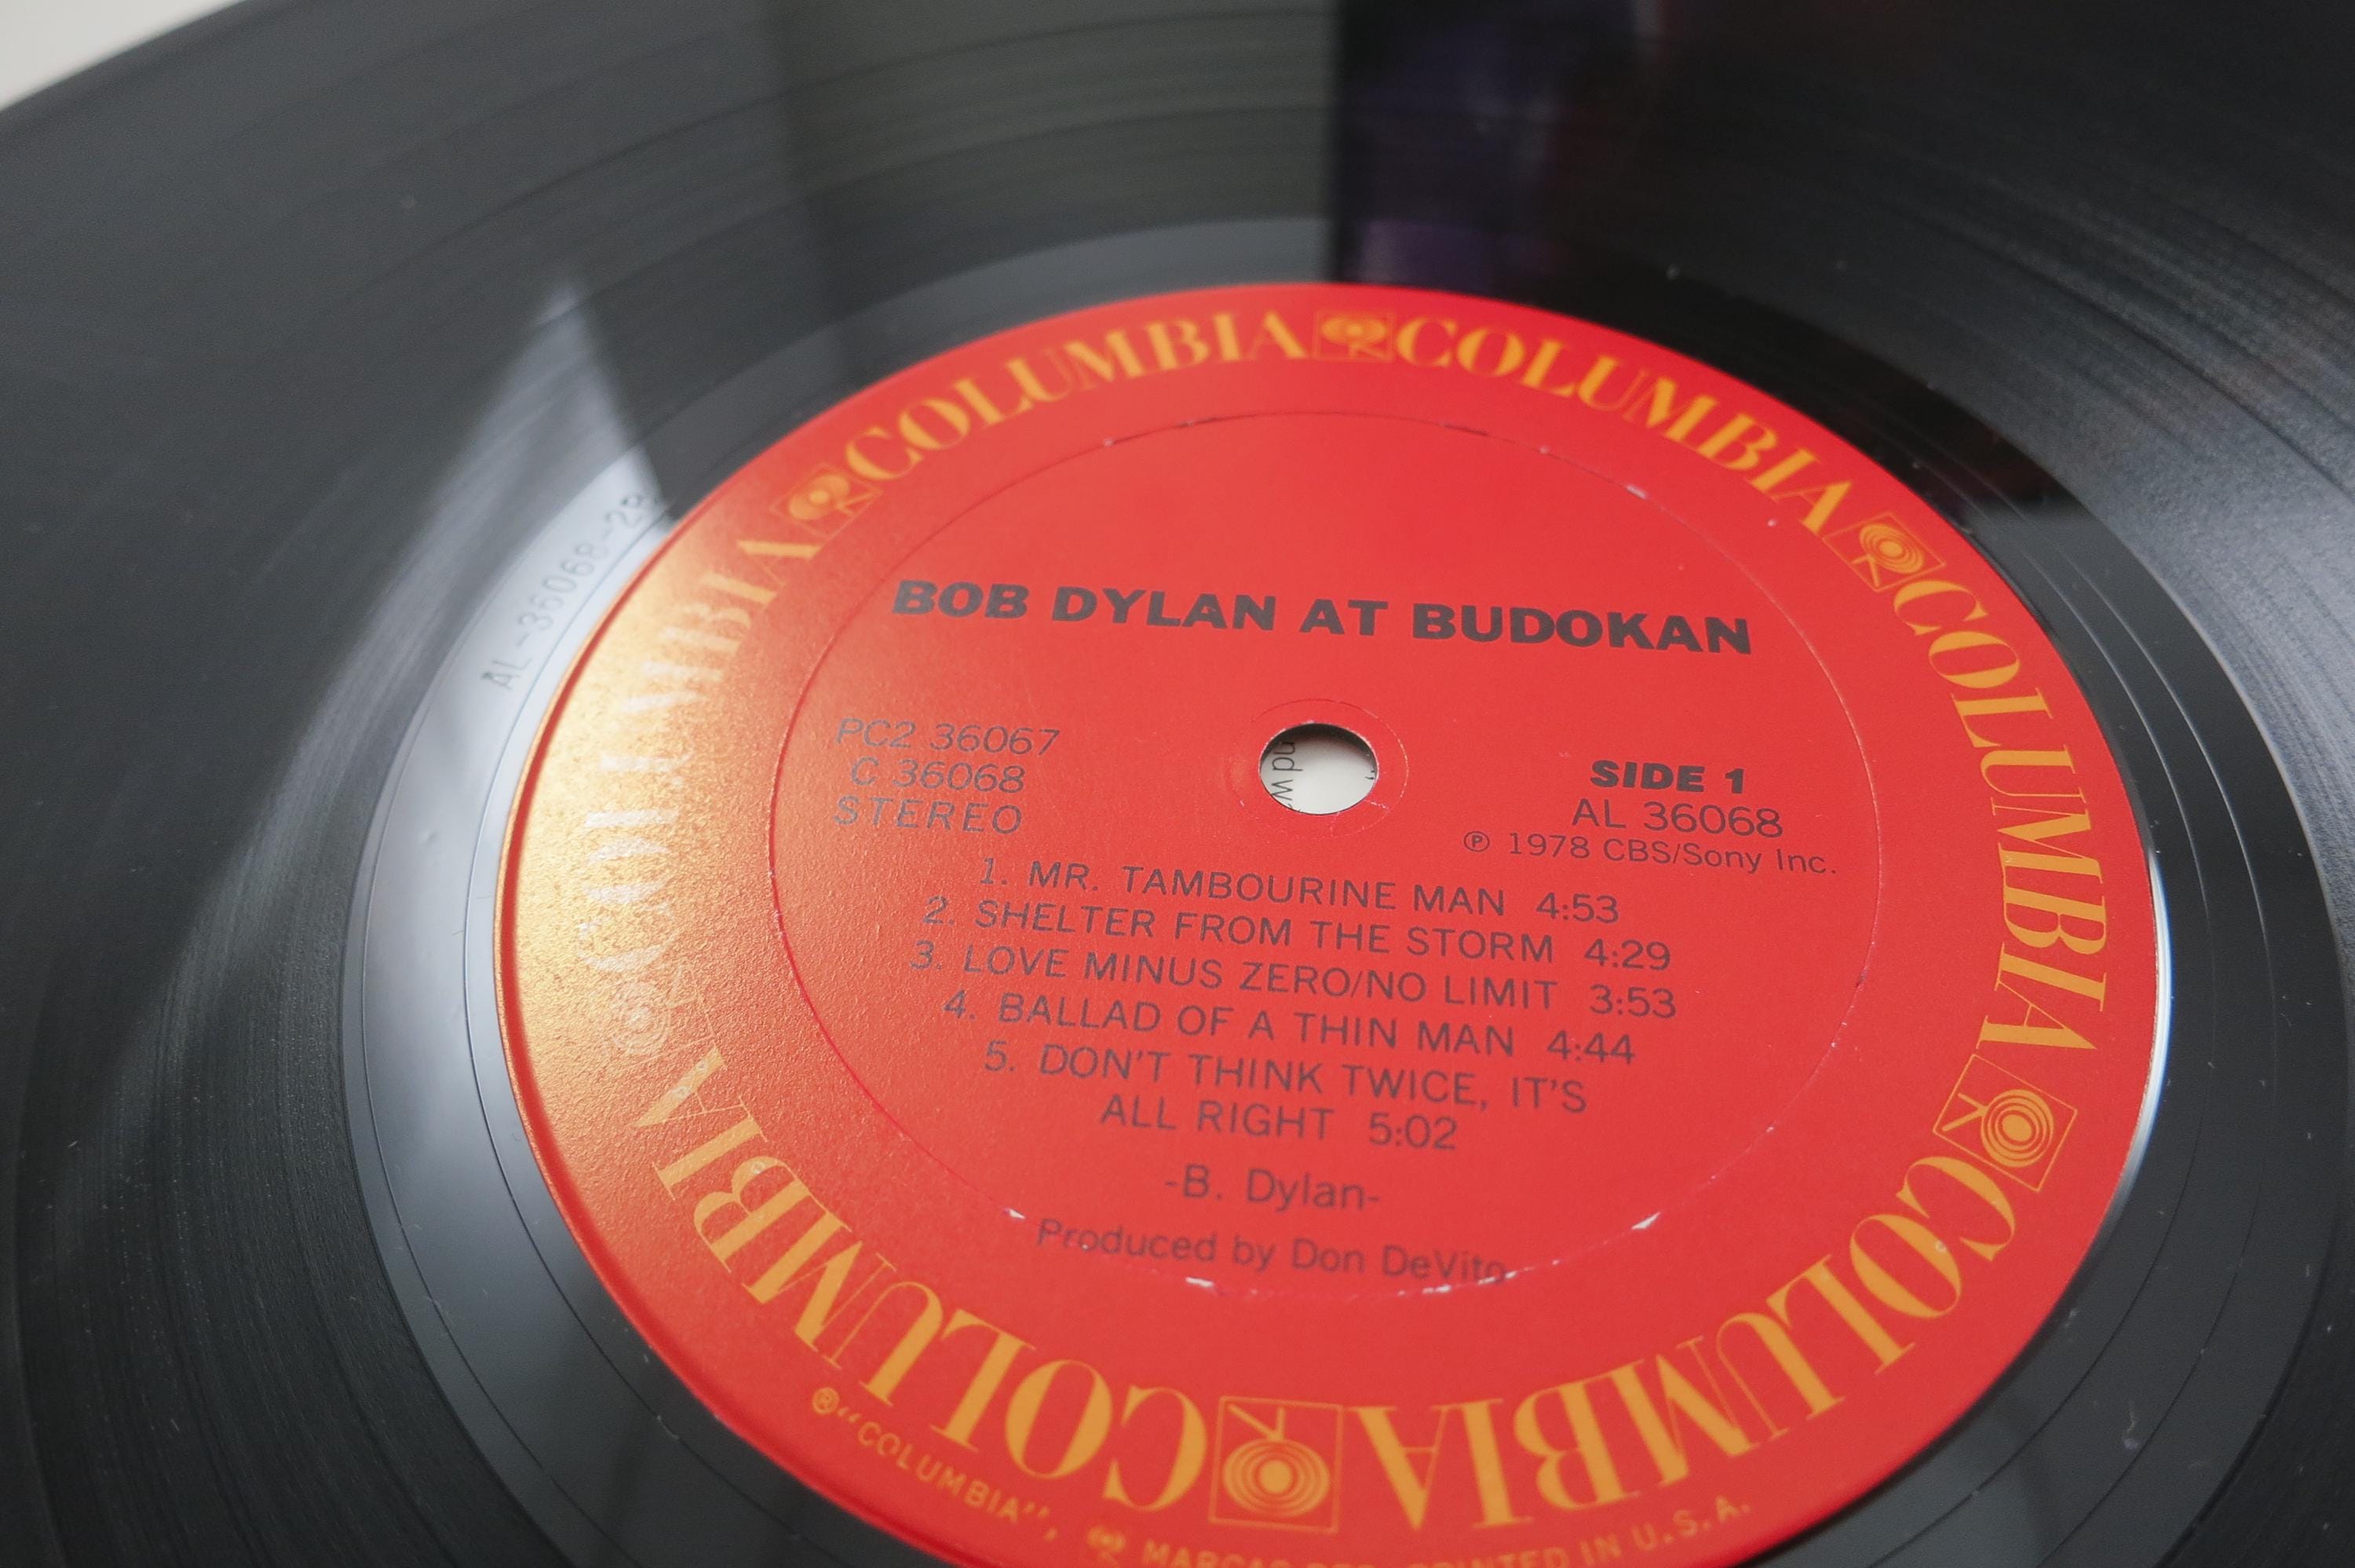 COLUMBIA COLUMBIA COLUMBIA COLUMBIA COLUMBIA COLUMBIA
BOB DYLAN AT BUDOKAN
PC2 36067
C 36068
STEREO
SIDE 1
AL 36068
℗ 1978 CBS/Sony Inc.
1. MR. TAMBOURINE MAN 4:53
2. SHELTER FROM THE STORM 4:29
3. LOVE MINUS ZERO/NO LIMIT 3:53
4. BALLAD OF A THIN MAN 4:44
5. DON'T THINK TWICE, IT'S
ALL RIGHT 5:02
-B. Dylan-
Produced by Don DeVito
®"COLUMBIA", MARCAS REG. PRINTED IN U.S.A.
AL-36068-2